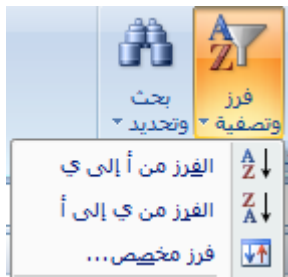 فرز
وتصفية
بحث
وتحديد
الفرز من أ إلى ي
الفرز من ي إلى أ
فرز مخصص...